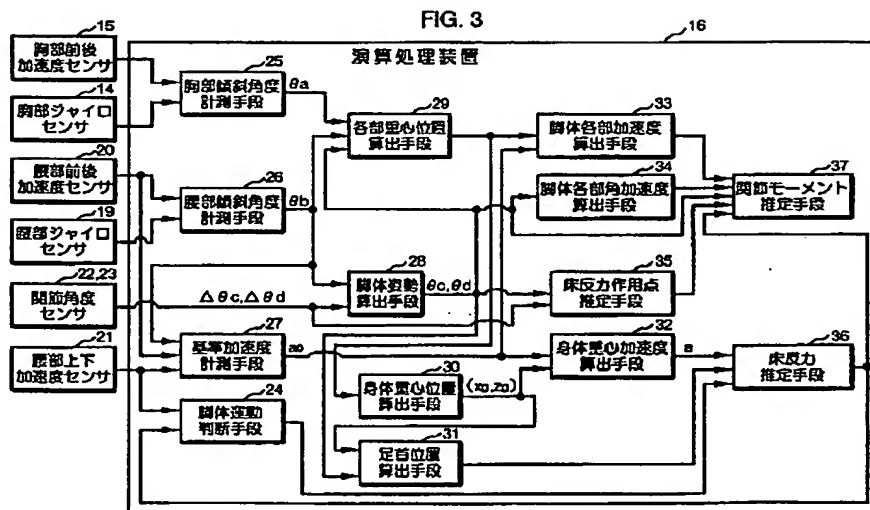 FIG. 3
15
胸部前後
加速度センサ
14
胸部ジャイロ
センサ
20
腰部前後
加速度センサ
19
腰部ジャイロ
センサ
22,23
関節角度
センサ
21
腰部上下
加速度センサ
16
演算処理装置
25
胸部傾斜角度
計測手段
θa
26
腰部傾斜角度
計測手段
θb
△θc,△θd
27
基準加速度
計測手段
ao
24
脚体運動
判断手段
29
各部重心位置
算出手段
28
脚体姿勢
算出手段
θc,θd
30
身体重心位置
算出手段
31
足首位置
算出手段
33
脚体各部加速度
算出手段
34
脚体各部角加速度
算出手段
35
床反力作用点
推定手段
32
身体重心加速度
算出手段
a
37
関節モーメント
推定手段
36
床反力
推定手段